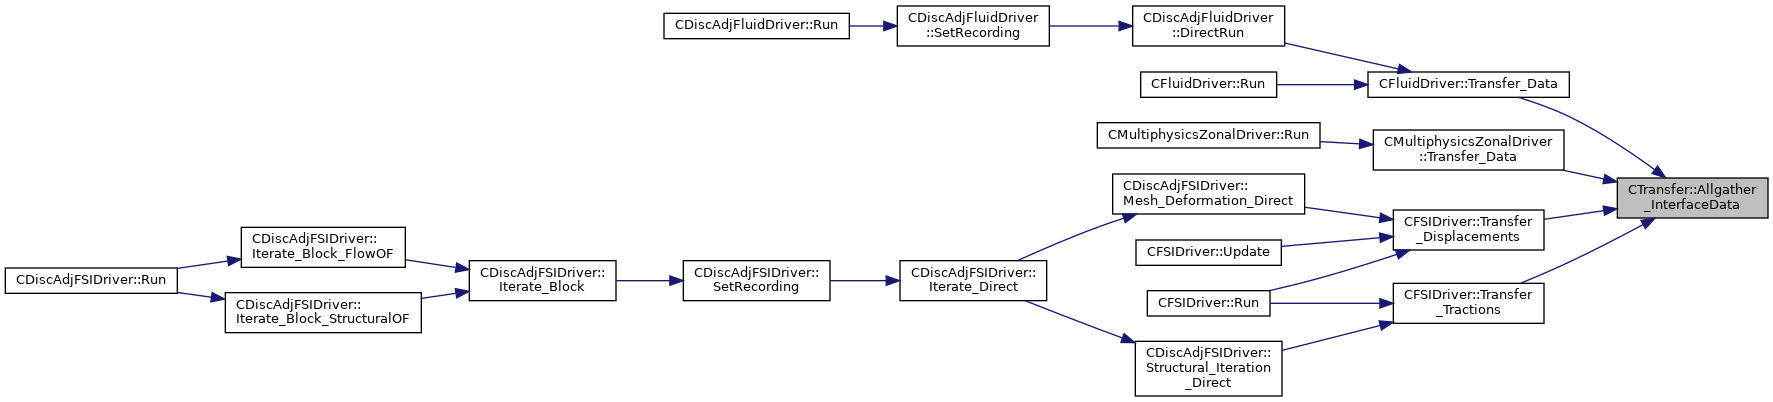 CDiscAdjFluidDriver::Run
CDiscAdjFluidDriver
::SetRecording
CDiscAdjFluidDriver
::DirectRun
CFluidDriver::Run
CFluidDriver::Transfer_Data
CMultiphysicsZonalDriver::Run
CMultiphysicsZonalDriver
::Transfer_Data
CTransfer::Allgather
_InterfaceData
CDiscAdjFSIDriver::
Mesh_Deformation_Direct
CFSIDriver::Transfer
_Displacements
CFSIDriver::Update
CDiscAdjFSIDriver::Run
CDiscAdjFSIDriver::
Iterate_Block_FlowOF
CDiscAdjFSIDriver::
Iterate_Block_StructuralOF
CDiscAdjFSIDriver::
Iterate_Block
CDiscAdjFSIDriver::
SetRecording
CDiscAdjFSIDriver::
Iterate_Direct
CFSIDriver::Run
CFSIDriver::Transfer
_Tractions
CDiscAdjFSIDriver::
Structural_Iteration
_Direct